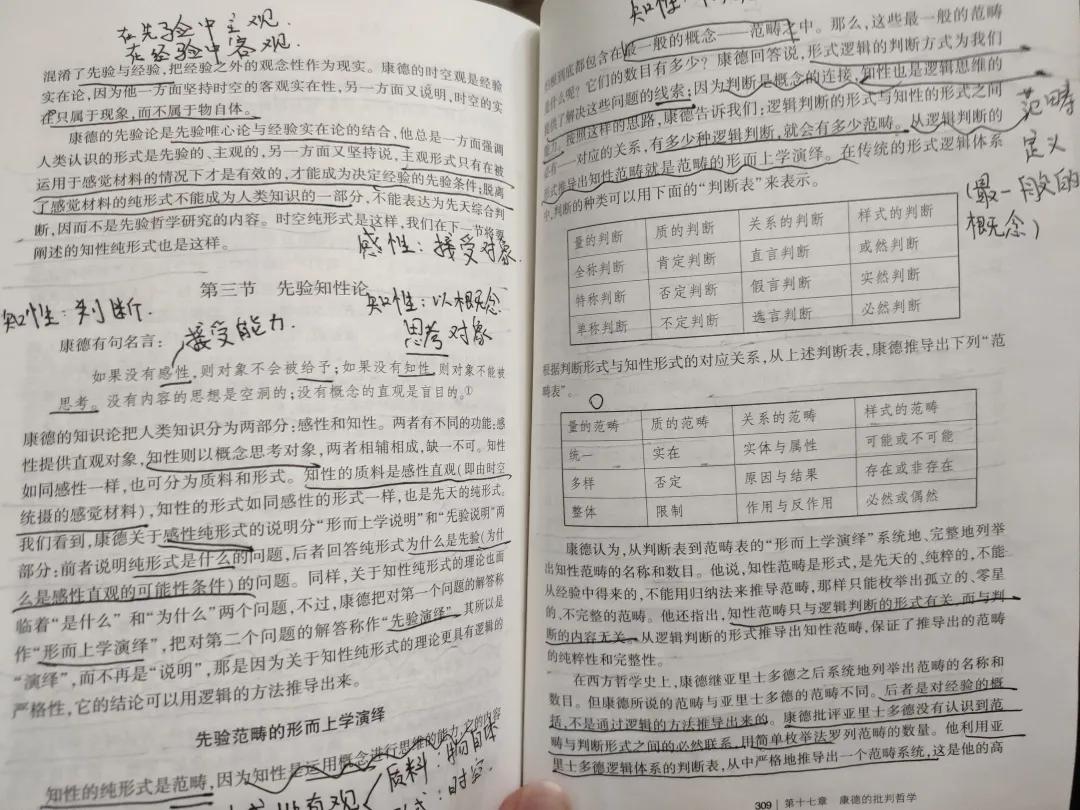 在先验中主观.
在经验中客观.
混淆了先验与经验,把经验之外的观念性作为现实。康德的时空观是经验
实在论,因为他一方面坚持时空的客观实在性,另一方面又说明,时空的实
在只属于现象,而不属于物自体。
康德的先验论是先验唯心论与经验实在论的结合,他总是一方面强调
人类认识的形式是先验的、主观的,另一方面又坚持说,主观形式只有在被
运用于感觉材料的情况下才是有效的,才能成为决定经验的先验条件;脱离
了感觉材料的纯形式不能成为人类知识的一部分,不能表达为先天综合判
断,因而不是先验哲学研究的内容。时空纯形式是这样,我们在下一节将要
阐述的知性纯形式也是这样。
感性:接受对象.
第三节 先验知性论
知性:判断.
知性:以概念
思考对象
接受能力.
康德有句名言:
如果没有感性,则对象不会被给予;如果没有知性,则对象不能被
思考。没有内容的思想是空洞的;没有概念的直观是盲目的。①
康德的知识论把人类知识分为两部分:感性和知性。两者有不同的功能:感
性提供直观对象,知性则以概念思考对象,两者相辅相成,缺一不可。知性
如同感性一样,也可分为质料和形式。知性的质料是感性直观(即由时空
统摄的感觉材料),知性的形式如同感性的形式一样,也是先天的纯形式。
我们看到,康德关于感性纯形式的说明分“形而上学说明”和“先验说明”两
部分:前者说明纯形式是什么的问题,后者回答纯形式为什么是先验(为什
么是感性直观的可能性条件)的问题。同样,关于知性纯形式的理论也面
临着“是什么”和“为什么”两个问题,不过,康德把对第一个问题的解答称
作“形而上学演绎”,把对第二个问题的解答称作“先验演绎”。其所以是
“演绎”,而不再是“说明”,那是因为关于知性纯形式的理论更具有逻辑的
严格性,它的结论可以用逻辑的方法推导出来。
先验范畴的形而上学演绎
知性的纯形式是范畴,因为知性是运用概念进行思维的能力,它的内容
质料:物自体
形式:时空
知性:
归根到底都包含在最一般的概念——范畴之中。那么,这些最一般的范畴
是什么呢?它们的数目有多少?康德回答说,形式逻辑的判断方式为我们
提供了解决这些问题的线索;因为判断是概念的连接,知性也是逻辑思维的
能力。按照这样的思路,康德告诉我们:逻辑判断的形式与知性的形式之间
必有一一对应的关系,有多少种逻辑判断,就会有多少范畴。从逻辑判断的
形式推导出知性范畴就是范畴的形而上学演绎。在传统的形式逻辑体系
中,判断的种类可以用下面的“判断表”来表示。
范畴
定义
(最一般的
概念)
量的判断 质的判断 关系的判断 样式的判断
全称判断 肯定判断 直言判断 或然判断
特称判断 否定判断 假言判断 实然判断
单称判断 不定判断 选言判断 必然判断
根据判断形式与知性形式的对应关系,从上述判断表,康德推导出下列“范
畴表”。
量的范畴 质的范畴 关系的范畴 样式的范畴
统一 实在 实体与属性 可能或不可能
多样 否定 原因与结果 存在或非存在
整体 限制 作用与反作用 必然或偶然
康德认为,从判断表到范畴表的“形而上学演绎”系统地、完整地列举
出知性范畴的名称和数目。他说,知性范畴是形式,是先天的、纯粹的,不能
从经验中得来的,不能用归纳法来推导范畴,那样只能枚举出孤立的、零星
的、不完整的范畴。他还指出,知性范畴只与逻辑判断的形式有关,而与判
断的内容无关。从逻辑判断的形式推导出知性范畴,保证了推导出的范畴
的纯粹性和完整性。
在西方哲学史上,康德继亚里士多德之后系统地列举出范畴的名称和
数目。但康德所说的范畴与亚里士多德的范畴不同。后者是对经验的概
括,不是通过逻辑的方法推导出来的。康德批评亚里士多德没有认识到范
畴与判断形式之间的必然联系,用简单枚举法罗列范畴的数量。他利用亚
里士多德逻辑体系的判断表,从中严格地推导出一个范畴系统,这是他的高
309 第十七章 康德的批判哲学